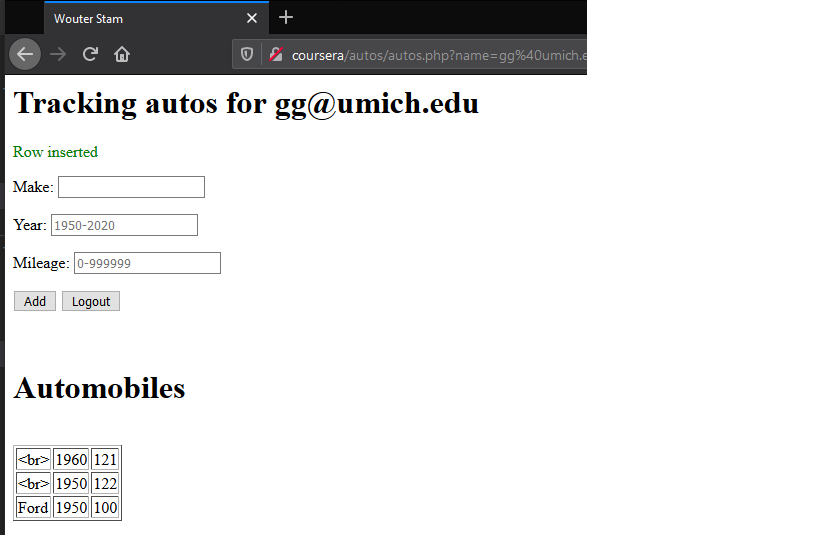 Wouter Stam
coursera/autos/autos.php?name=gg%40umich.e
Tracking autos for gg@umich.edu
Row inserted
Make:
Year: 1950-2020
Mileage: 0-999999
Add Logout
Automobiles
<br> 1960 121
<br> 1950 122
Ford 1950 100